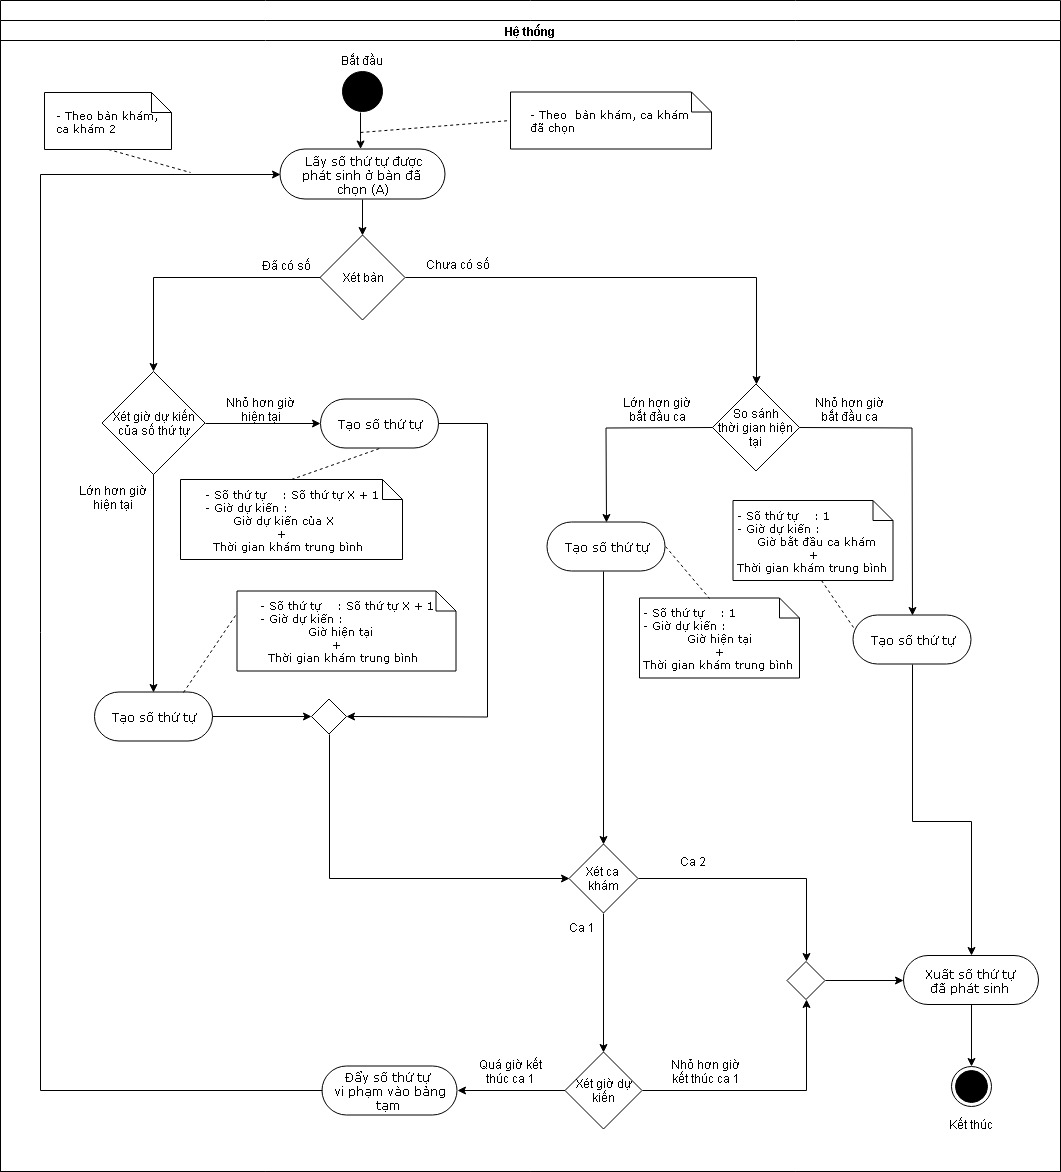 Hệ thống
Bắt đầu
- Theo bàn khám,
ca khám 2
- Theo bàn khám, ca khám
đã chọn
Lấy số thứ tự được
phát sinh ở bàn đã
chọn (A)
Đã có số
Xét bàn
Chưa có số
Xét giờ dự kiến
của số thứ tự
Nhỏ hơn giờ
hiện tại
Tạo số thứ tự
Lớn hơn giờ
bắt đầu ca
So sánh
thời gian hiện
tại
Nhỏ hơn giờ
bắt đầu ca
Lớn hơn giờ
hiện tại
- Số thứ tự : Số thứ tự X + 1
- Giờ dự kiến :
Giờ dự kiến của X
+
Thời gian khám trung bình
Tạo số thứ tự
- Số thứ tự : 1
- Giờ dự kiến :
Giờ bắt đầu ca khám
+
Thời gian khám trung bình
- Số thứ tự : Số thứ tự X + 1
- Giờ dự kiến :
Giờ hiện tại
+
Thời gian khám trung bình
- Số thứ tự : 1
- Giờ dự kiến :
Giờ hiện tại
+
Thời gian khám trung bình
Tạo số thứ tự
Tạo số thứ tự
Xét ca
khám
Ca 2
Ca 1
Xuất số thứ tự
đã phát sinh
Đẩy số thứ tự
vi phạm vào bảng
tạm
Quá giờ kết
thúc ca 1
Xét giờ dự
kiến
Nhỏ hơn giờ
kết thúc ca 1
Kết thúc